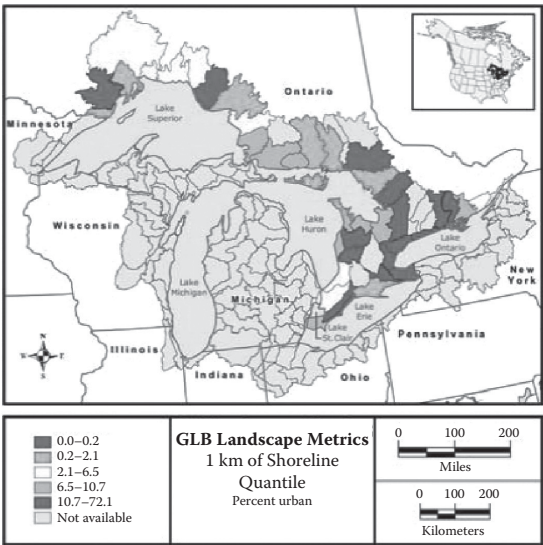 Ontario
Lake
Superior
Minnesota
Wisconsin
Lake
Huron
Lake
Ontario
New
York
Lake
Michigan
Michigan
Lake
Erie
Lake
St. Clair
Pennsylvania
Illinois
Indiana
Ohio
N
S
0.0–0.2
0.2–2.1
2.1–6.5
6.5–10.7
10.7–72.1
Not available
GLB Landscape Metrics
1 km of Shoreline
Quantile
Percent urban
0 100 200
Miles
0 100 200
Kilometers